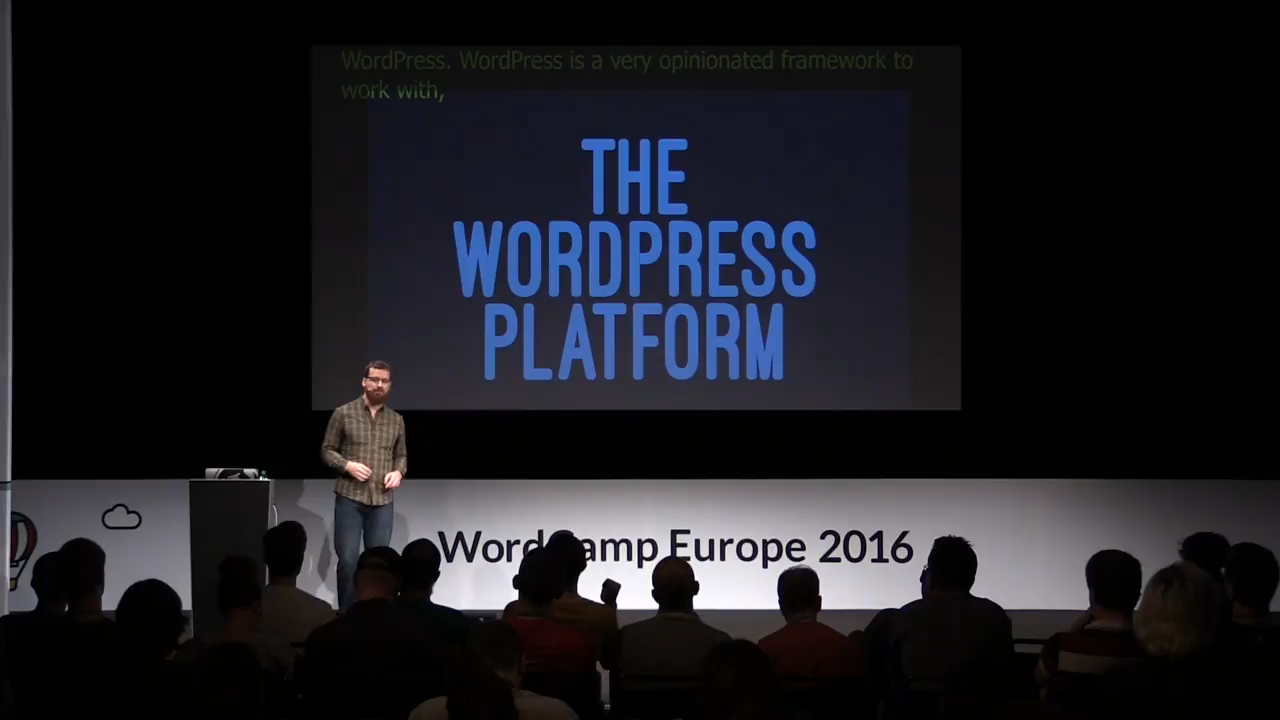 WordPress. WordPress is a very opinionated framework to
work with,
THE
WORDPRESS
PLATFORM
WordCamp Europe 2016